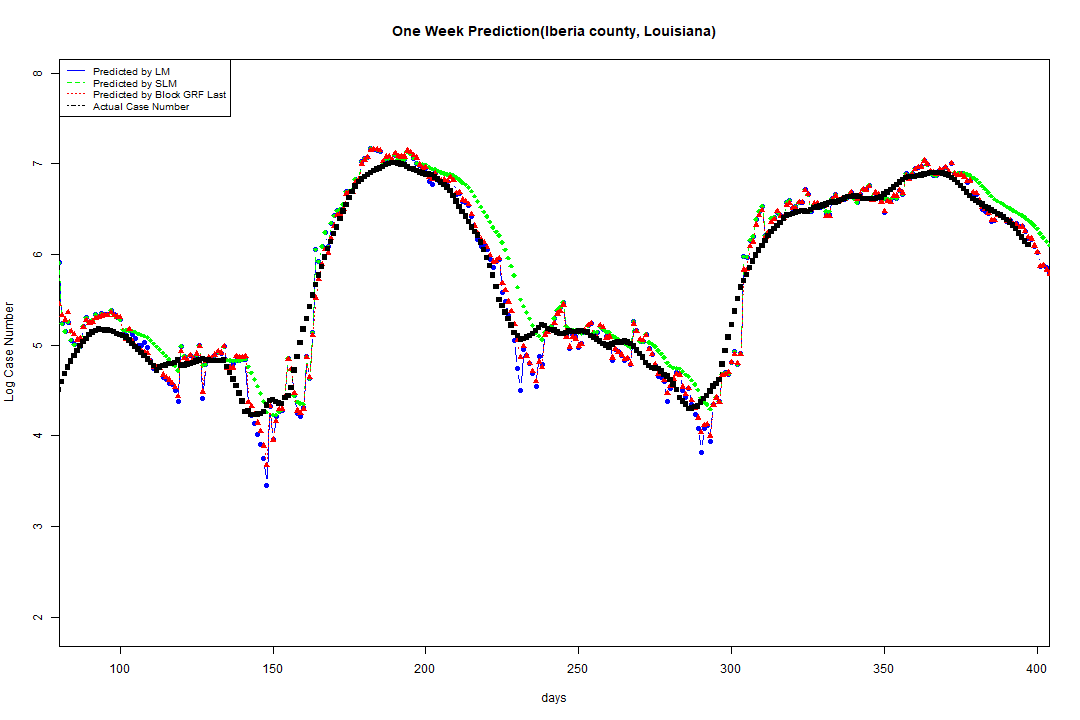 One Week Prediction(Iberia county, Louisiana)
Predicted by LM
Predicted by SLM
Predicted by Block GRF Last
Actual Case Number
8
7
6
5
4
3
2
Log Case Number
100 150 200 250 300 350 400
days